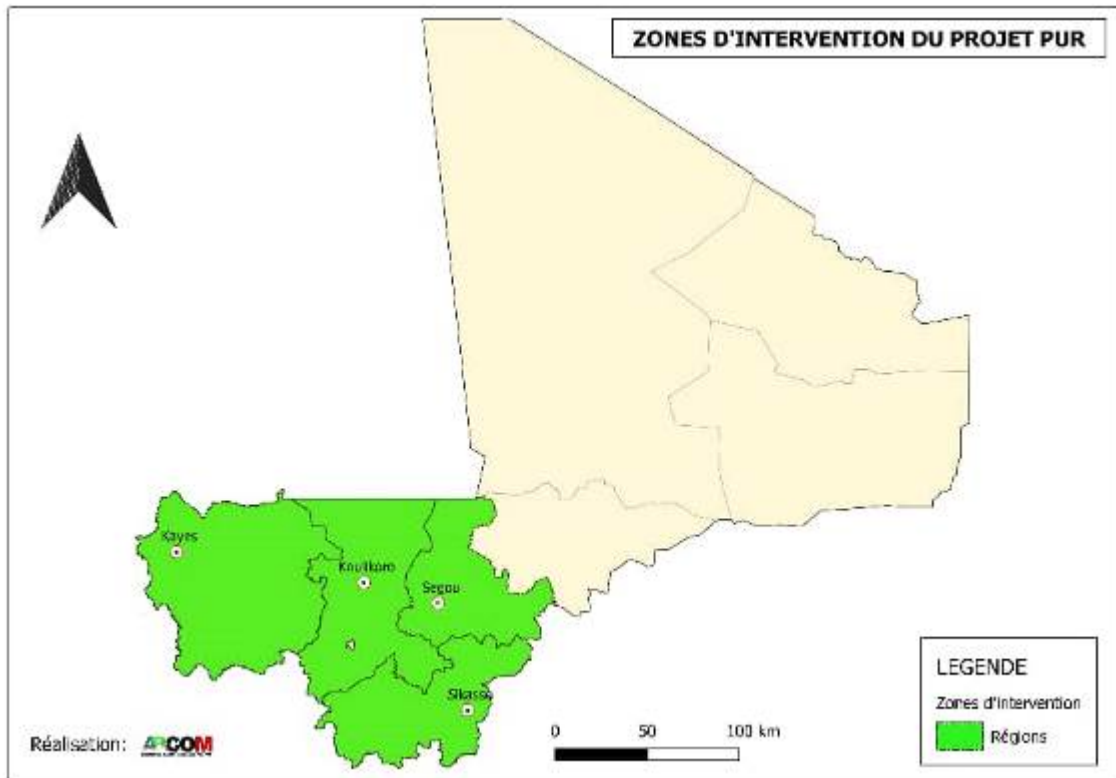 ZONES D'INTERVENTION DU PROJET PUR
Kayes
Koulikoro
Segou
Sikasso
LEGENDE
Zones d'intervention
Régions
0 50 100 km
Réalisation: APCOM